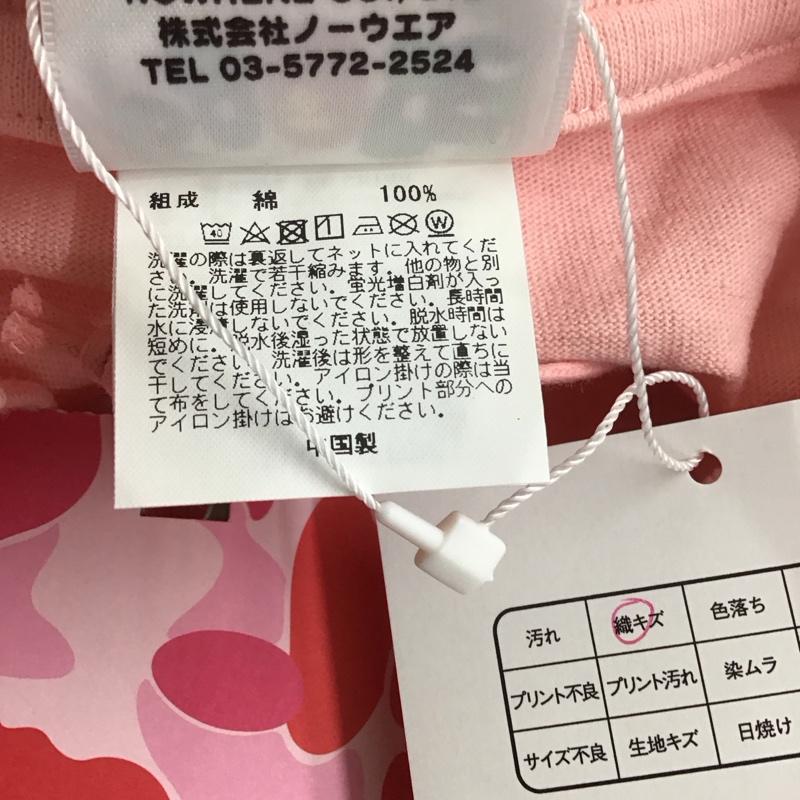 株式会社ノーウエア
TEL 03-5772-2524
組成 綿 100%
40 W
洗濯の際は裏返してネットに入れてくだ
さい。洗濯で若干縮みます。他の物と別
に洗濯してください。蛍光増白剤が入っ
た洗剤は使用しないでください。長時間
水に浸漬しないでください。脱水時間は
短めに。脱水後湿った状態で放置しない
でください。洗濯後は形を整えて直ちに
干してください。アイロン掛けの際は当
て布をしてください。プリント部分への
アイロン掛けはお避けください。
中国製
汚れ 織キズ 色落ち
プリント不良 プリント汚れ 染ムラ
サイズ不良 生地キズ 日焼け